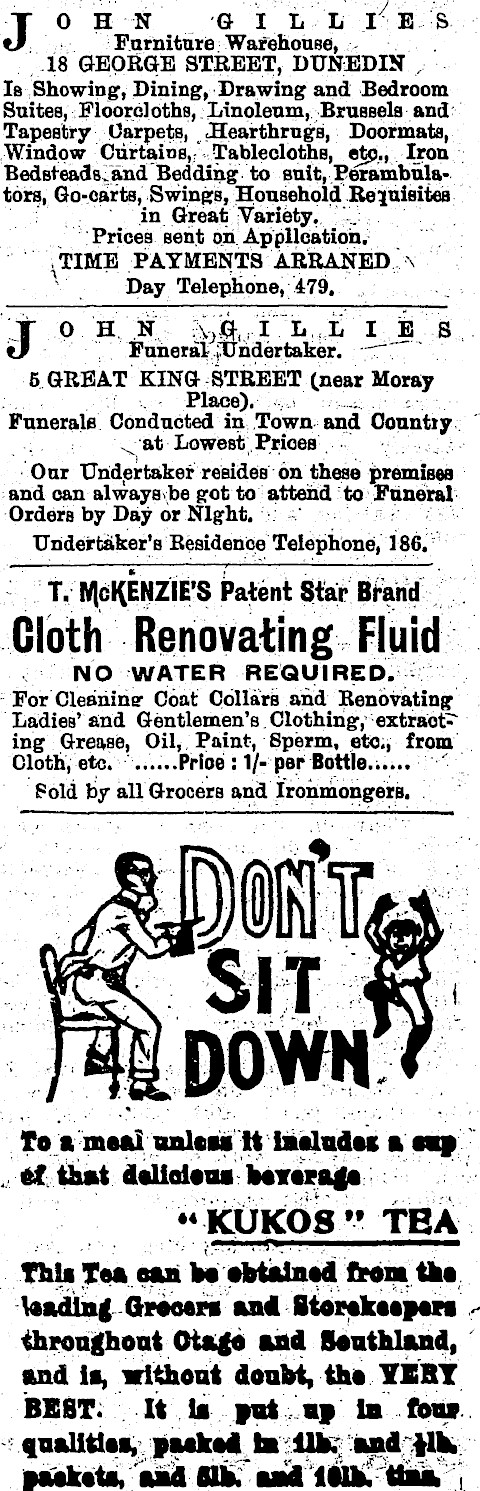 JOHN GILLIES
Furniture Warehouse,
18 GEORGE STREET, DUNEDIN
Is Showing, Dining, Drawing and Bedroom
Suites, Floorcloths, Linoleum, Brussels and
Tapestry Carpets, Hearthrugs, Doormats,
Window Curtains, Tablecloths, etc., Iron
Bedsteads and Bedding to suit, Perambula-
tors, Go-carts, Swings, Household Requisites
in Great Variety.
Prices sent on Application.
TIME PAYMENTS ARRANED
Day Telephone, 479.
JOHN GILLIES
Funeral Undertaker.
5 GREAT KING STREET (near Moray
Place).
Funerals Conducted in Town and Country
at Lowest Prices
Our Undertaker resides on these premises
and can always be got to attend to Funeral
Orders by Day or Night.
Undertaker's Residence Telephone, 186.
T. McKENZIE'S Patent Star Brand
Cloth Renovating Fluid
NO WATER REQUIRED.
For Cleaning Coat Collars and Renovating
Ladies' and Gentlemen's Clothing, extract-
ing Grease, Oil, Paint, Sperm, etc., from
Cloth, etc. ......Price : 1/- per Bottle......
Sold by all Grocers and Ironmongers.
DON'T
SIT
DOWN
To a meal unless it includes a cup
of that delicious beverage
"KUKOS" TEA
This Tea can be obtained from the
leading Grocers and Storekeepers
throughout Otago and Southland,
and is, without doubt, the VERY
BEST. It is put up in four
qualities, packed in 1lb. and ½lb.
packets, and 5lb. and 10lb. tins.